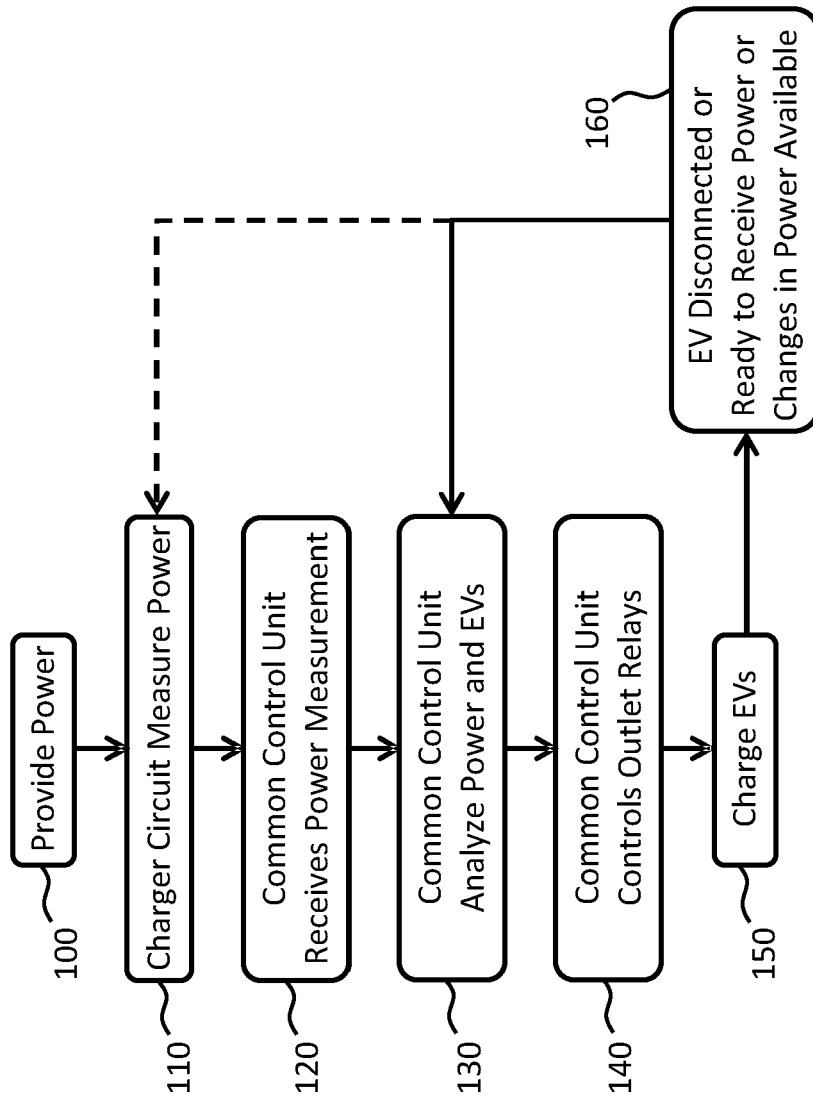 100
Provide Power
110
Charger Circuit Measure Power
120
Common Control Unit
Receives Power Measurement
130
Common Control Unit
Analyze Power and EVs
140
Common Control Unit
Controls Outlet Relays
150
Charge EVs
160
EV Disconnected or
Ready to Receive Power or
Changes in Power Available